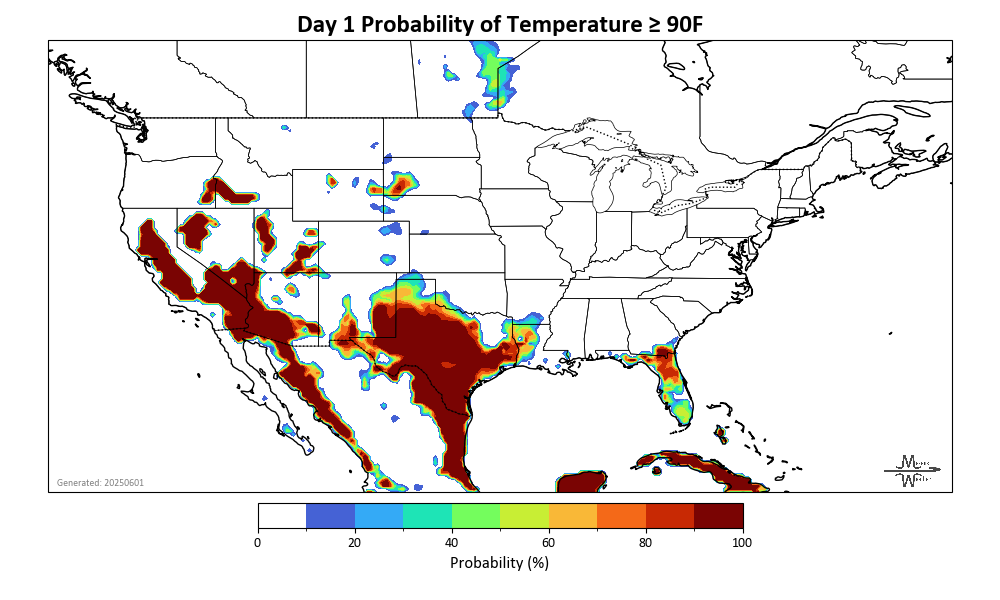 Day 1 Probability of Temperature ≥ 90F
Generated: 20250601
0 20 40 60 80 100
Probability (%)